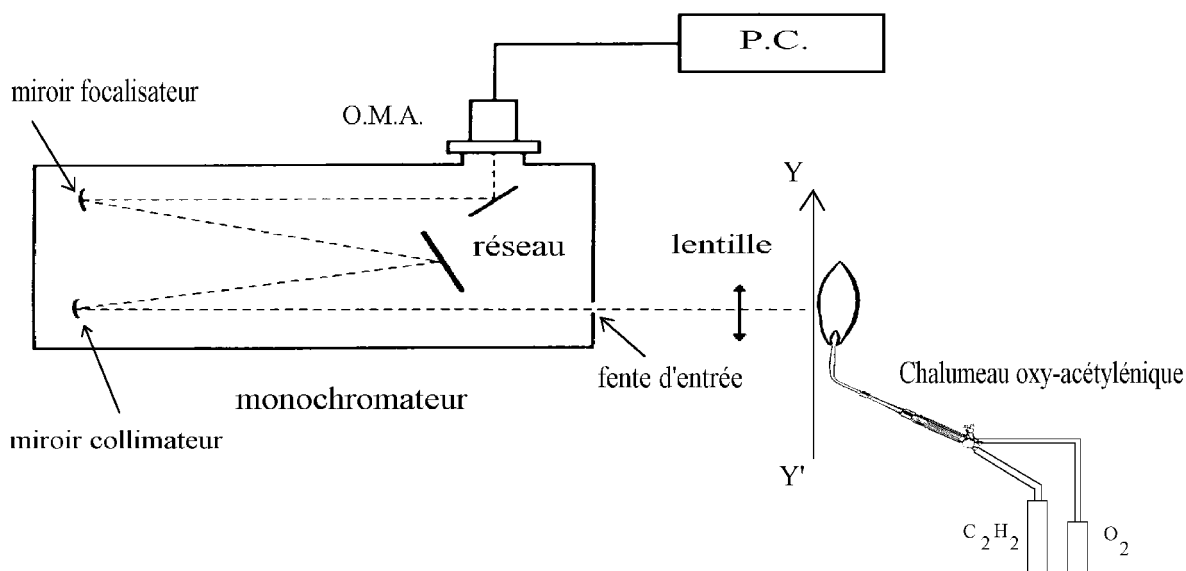 P.C.
miroir focalisateur
O.M.A.
Y
réseau
lentille
fente d'entrée
Chalumeau oxy-acétylénique
monochromateur
miroir collimateur
Y'
C2H2
O2